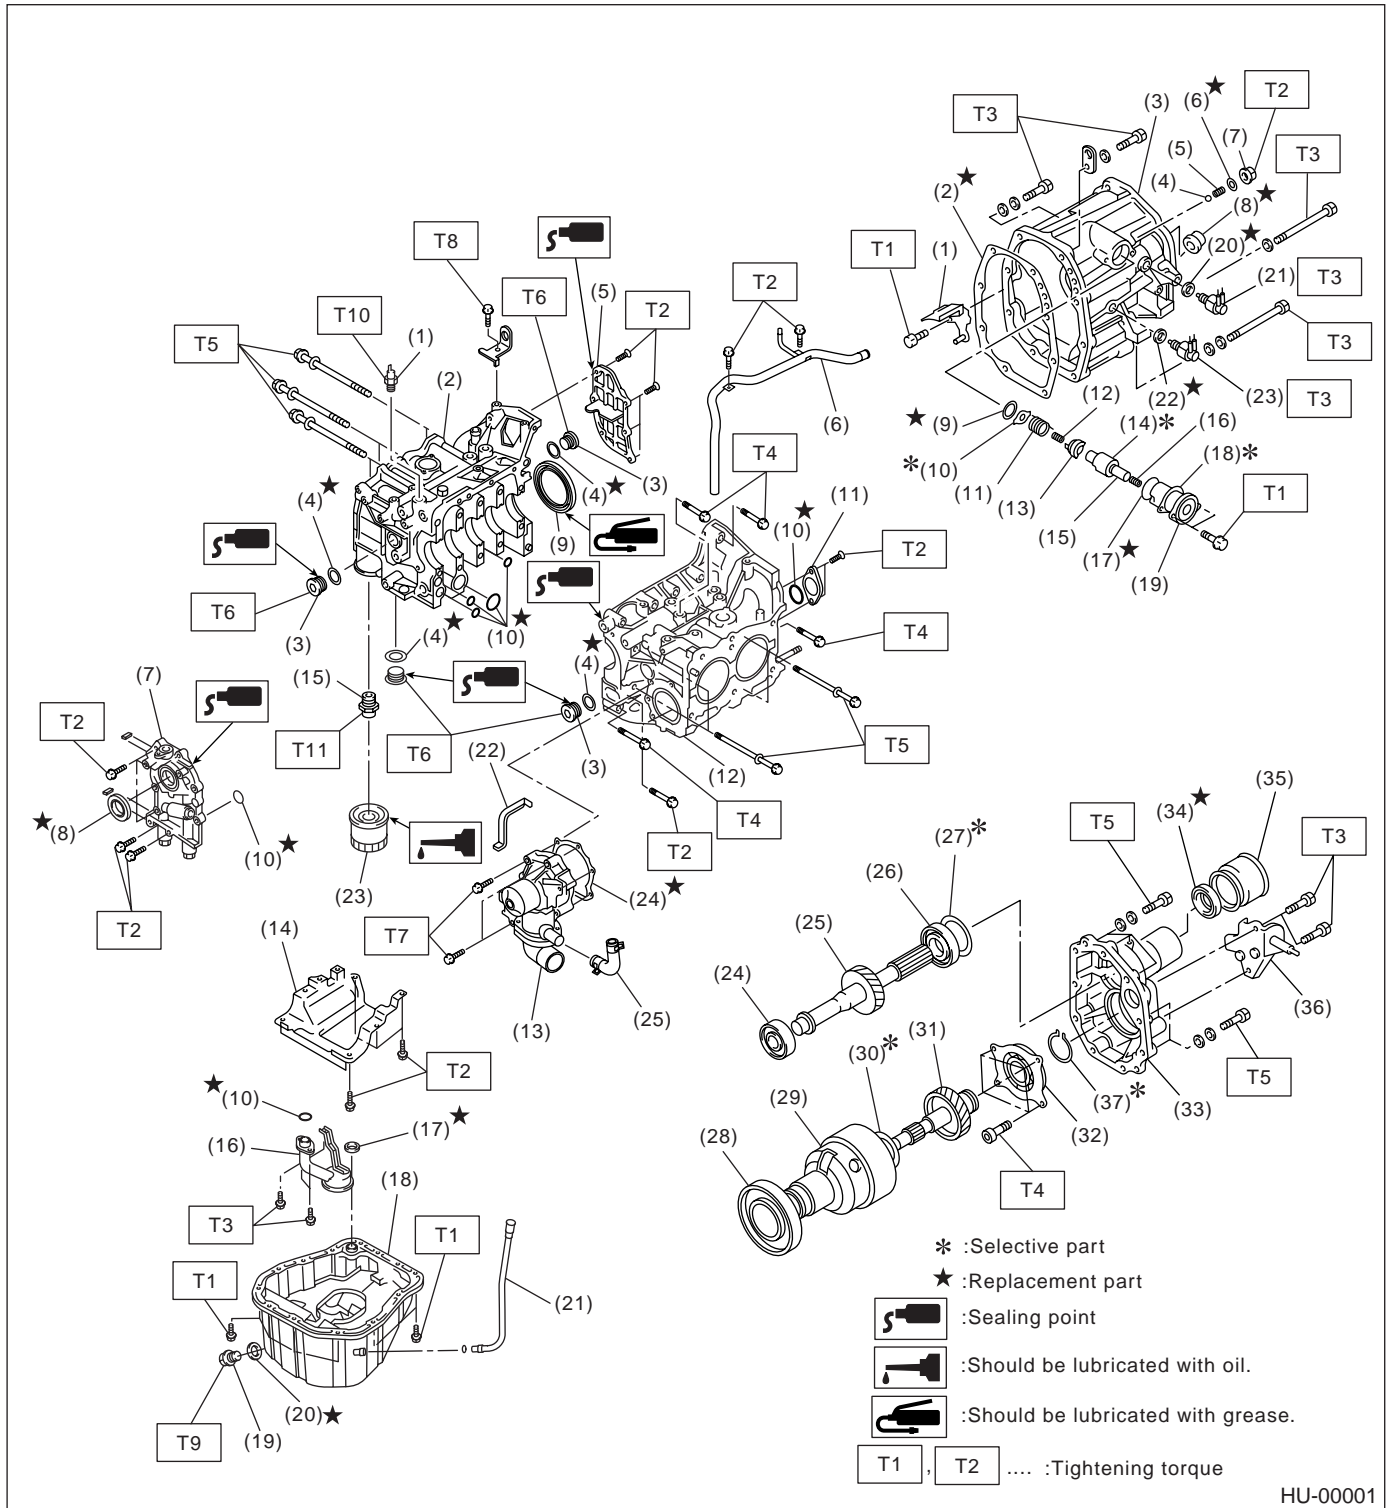 T3
(6)★
T2
(3)
(7)
(5)
T3
(2)★
(4)
(8)★
T8
T1
(1)
(20)★
T2
T6
(5)
T2
(21)
T3
T10
T5
(1)
(2)
T3
(12)
(22)★
(23)
T3
★(9)
(14)*
(16)
(6)
*(10)
(18)*
T4
(3)
(4)★
(4)★
(11)
(13)
T1
(10)★
(11)
(15)
(17)★
(9)
T2
(19)
T6
(3)
(10)★
(4)★
T4
(4)★
(7)
(15)
T2
T11
T6
(22)
(3)
(12)
T5
(35)
(34)★
T4
★(8)
(10)★
T2
(27)*
T5
T3
(23)
(24)★
(26)
T2
T7
(14)
(25)
(36)
(24)
(13)
(25)
(31)
(30)*
T2
T5
★(10)
(29)
(37)*
(33)
(17)★
(32)
(16)
(28)
(18)
T4
T3
T1
* :Selective part
T1
★ :Replacement part
(21)
:Sealing point
:Should be lubricated with oil.
(20)★
:Should be lubricated with grease.
T9
(19)
T1 , T2 .... :Tightening torque
HU-00001